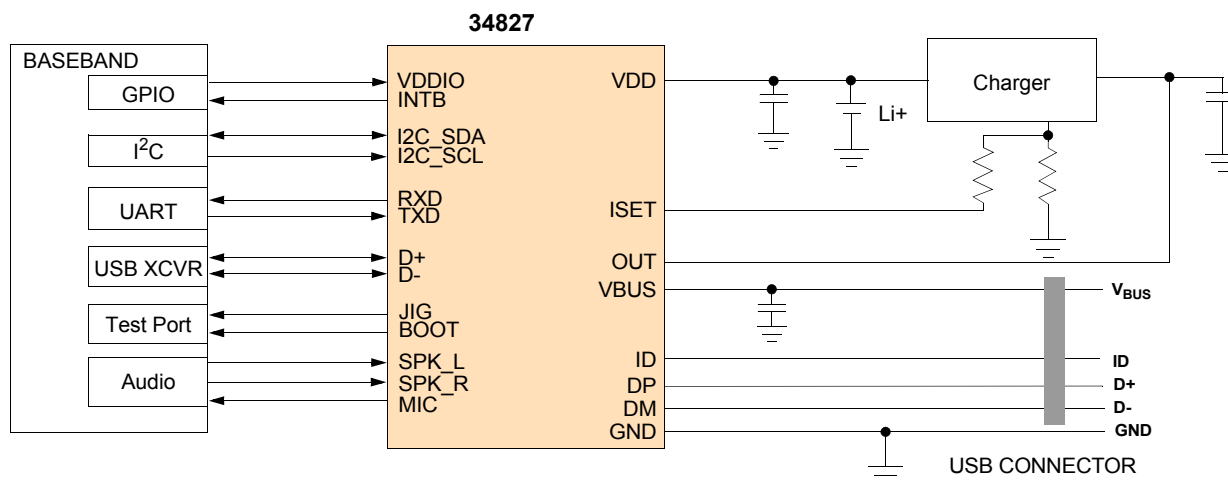 34827
BASEBAND
GPIO
I²C
UART
USB XCVR
Test Port
Audio
VDDIO
INTB
I2C_SDA
I2C_SCL
RXD
TXD
D+
D-
JIG
BOOT
SPK_L
SPK_R
MIC
VDD
ISET
OUT
VBUS
ID
DP
DM
GND
Li+
Charger
VBUS
ID
D+
D-
GND
USB CONNECTOR